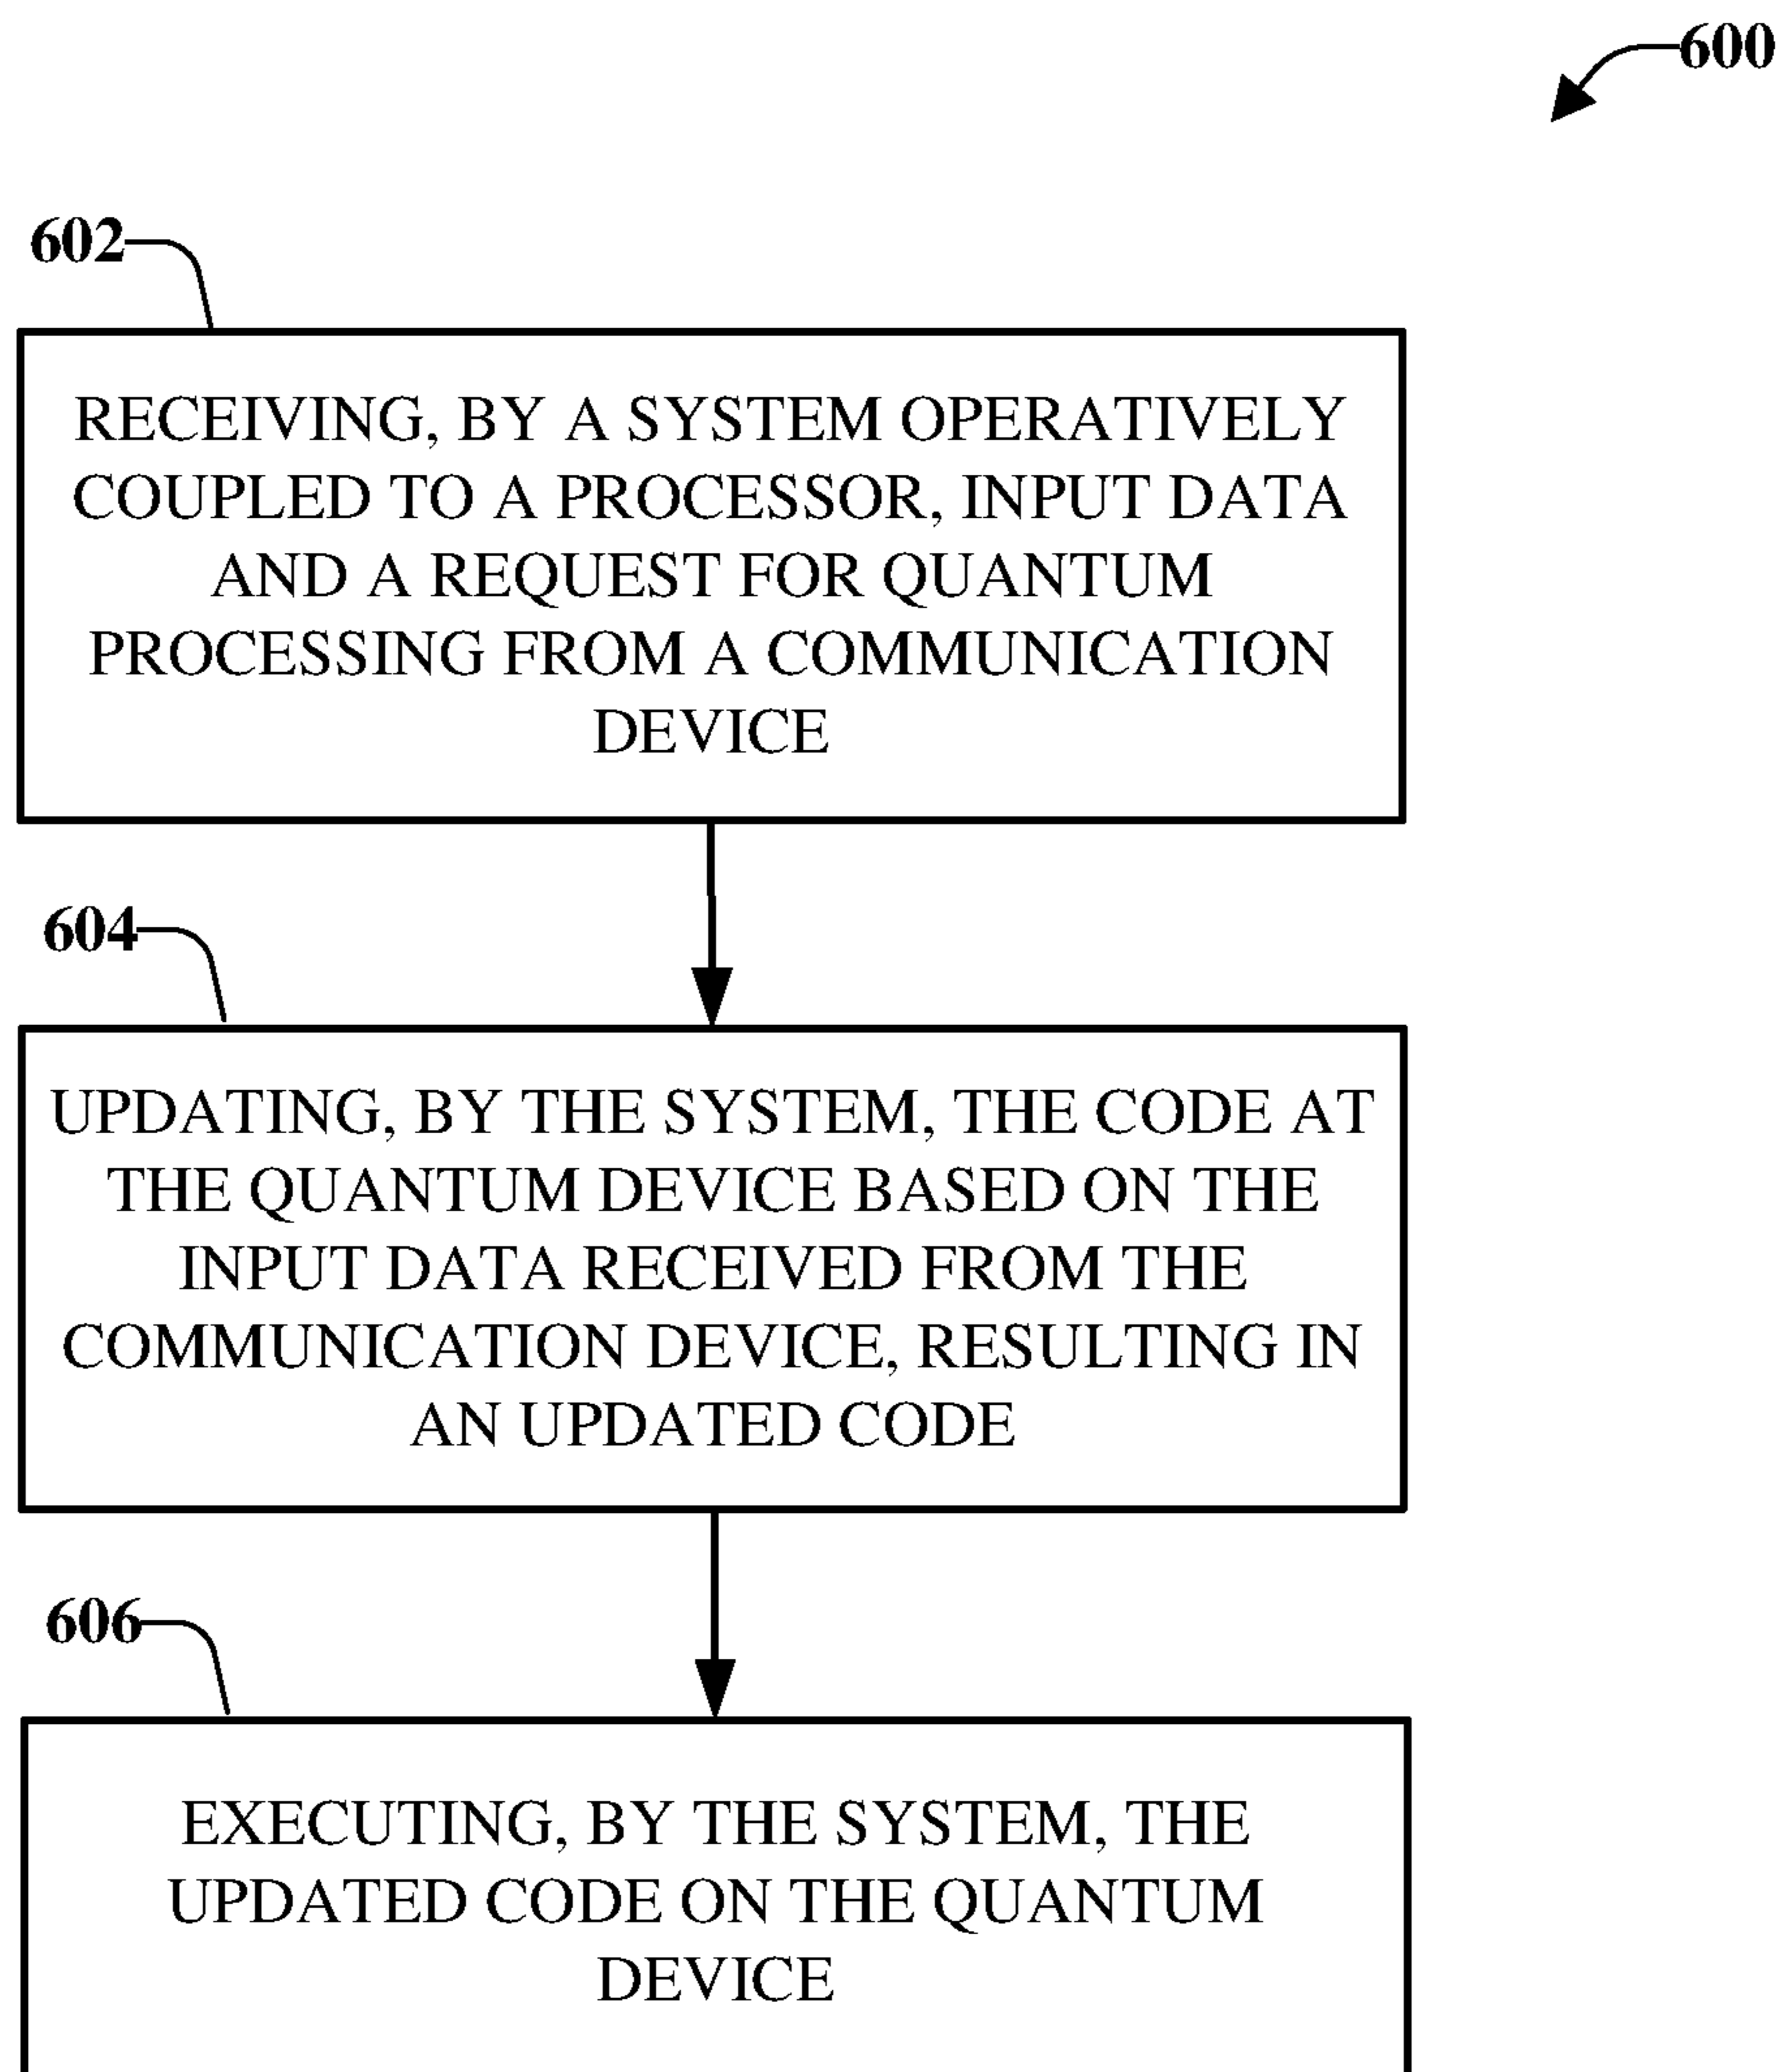 600
602
RECEIVING, BY A SYSTEM OPERATIVELY
COUPLED TO A PROCESSOR, INPUT DATA
AND A REQUEST FOR QUANTUM
PROCESSING FROM A COMMUNICATION
DEVICE
604
UPDATING, BY THE SYSTEM, THE CODE AT
THE QUANTUM DEVICE BASED ON THE
INPUT DATA RECEIVED FROM THE
COMMUNICATION DEVICE, RESULTING IN
AN UPDATED CODE
606
EXECUTING, BY THE SYSTEM, THE
UPDATED CODE ON THE QUANTUM
DEVICE